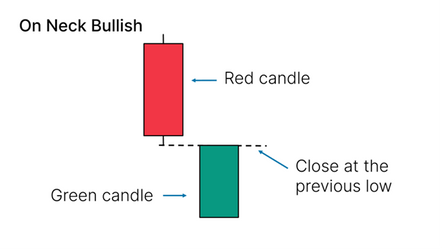 On Neck Bullish
Red candle
Close at the
previous low
Green candle